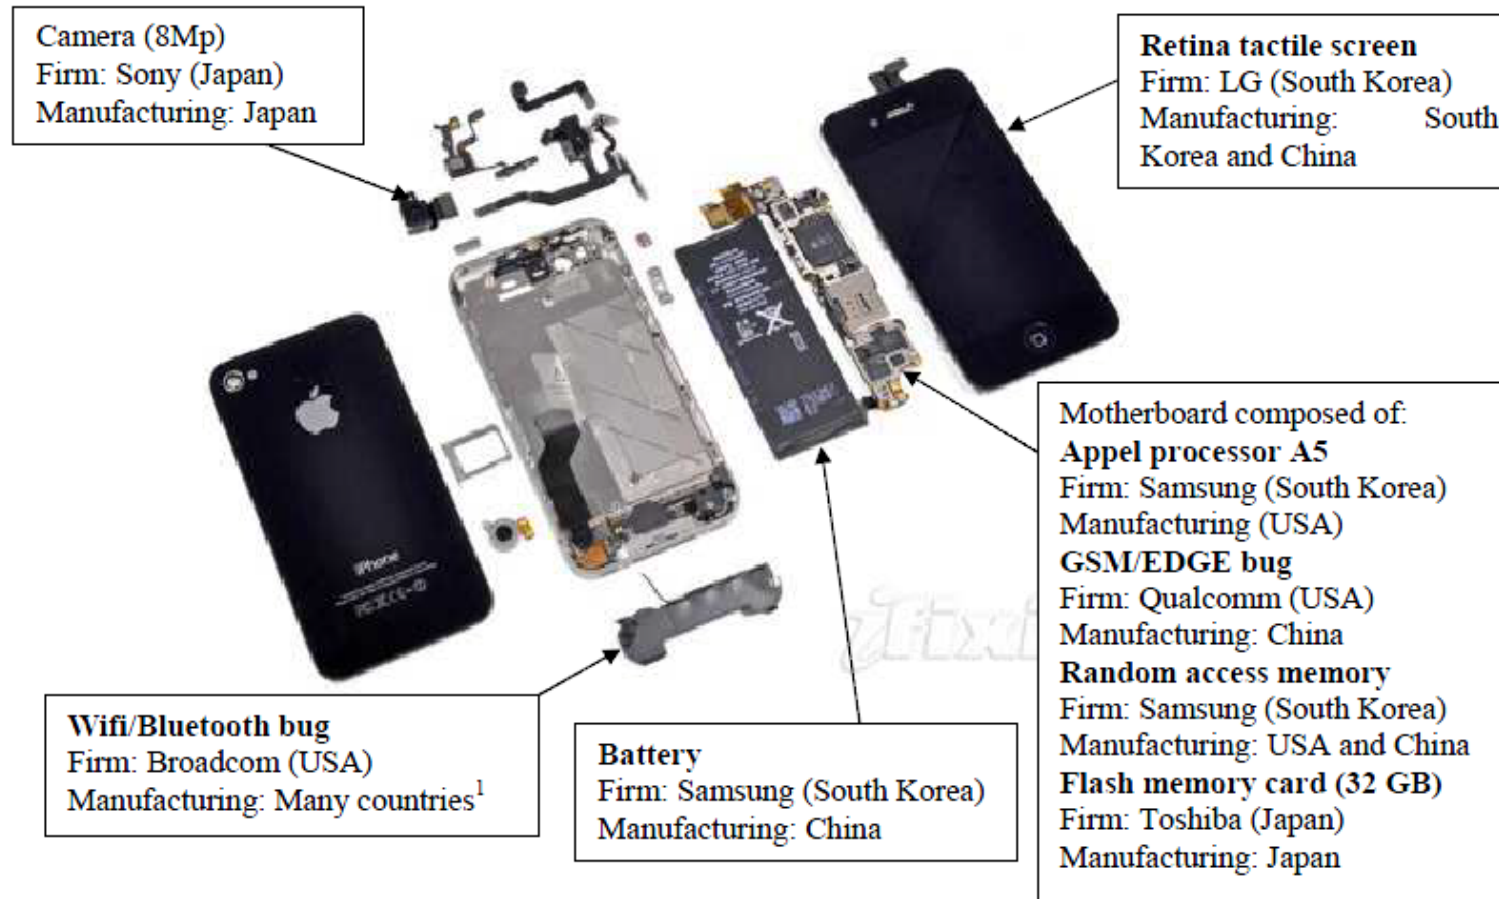 Camera (8Mp)
Firm: Sony (Japan)
Manufacturing: Japan
Retina tactile screen
Firm: LG (South Korea)
Manufacturing: South
Korea and China
Motherboard composed of:
Appel processor A5
Firm: Samsung (South Korea)
Manufacturing (USA)
GSM/EDGE bug
Firm: Qualcomm (USA)
Manufacturing: China
Random access memory
Firm: Samsung (South Korea)
Manufacturing: USA and China
Flash memory card (32 GB)
Firm: Toshiba (Japan)
Manufacturing: Japan
iPhone
Wifi/Bluetooth bug
Firm: Broadcom (USA)
Manufacturing: Many countries¹
Battery
Firm: Samsung (South Korea)
Manufacturing: China